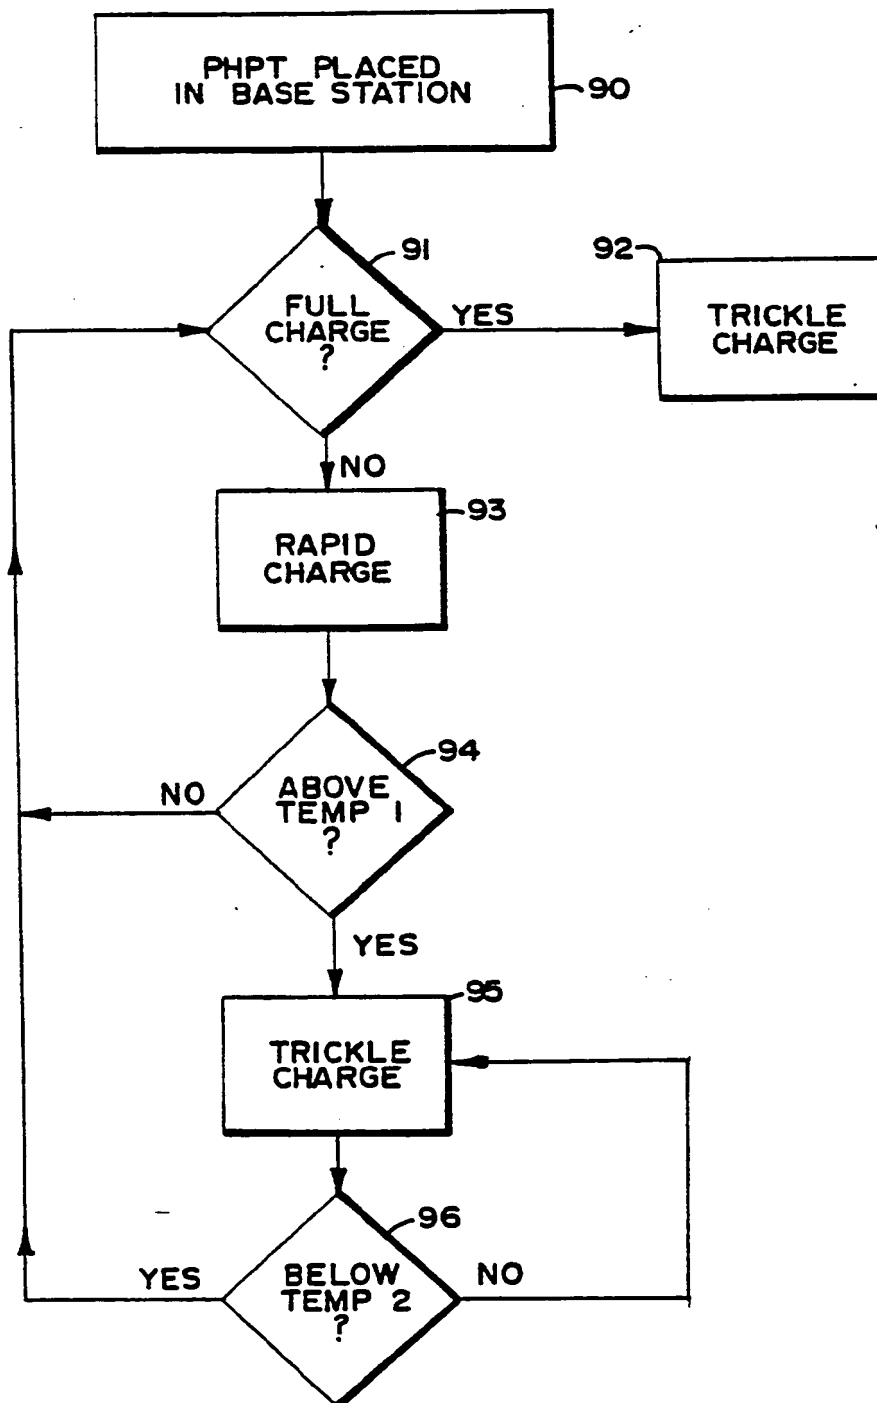 PHPT PLACED
IN BASE STATION
90
91
FULL
CHARGE
?
YES
92
TRICKLE
CHARGE
NO
93
RAPID
CHARGE
94
ABOVE
TEMP 1
?
NO
YES
95
TRICKLE
CHARGE
96
BELOW
TEMP 2
?
YES
NO